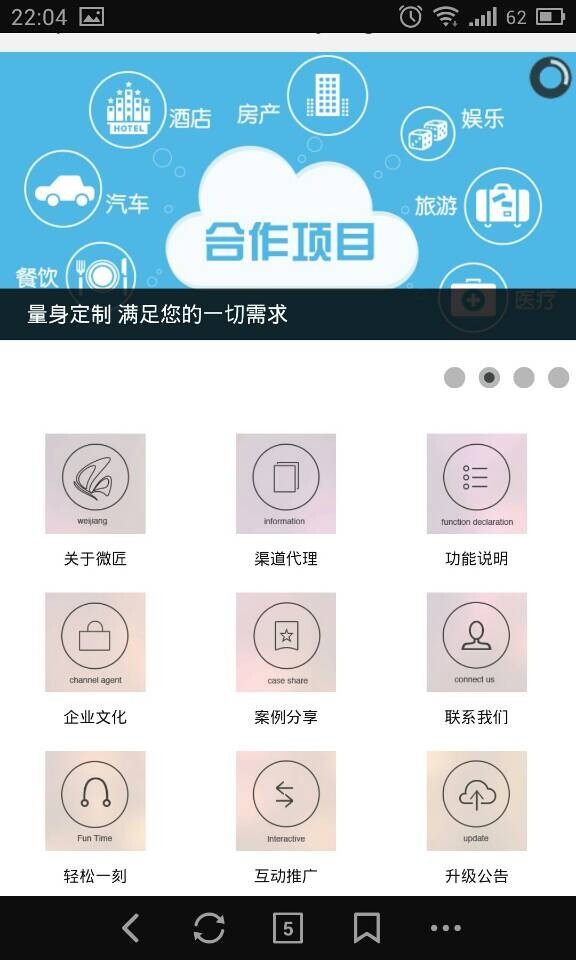 22:04
62
酒店
房产
娱乐
HOTEL
汽车
旅游
合作项目
餐饮
医疗
量身定制 满足您的一切需求
weijiang
information
function declaration
关于微匠
渠道代理
功能说明
channel agent
case share
connect us
企业文化
案例分享
联系我们
Fun Time
Interactive
update
轻松一刻
互动推广
升级公告
5